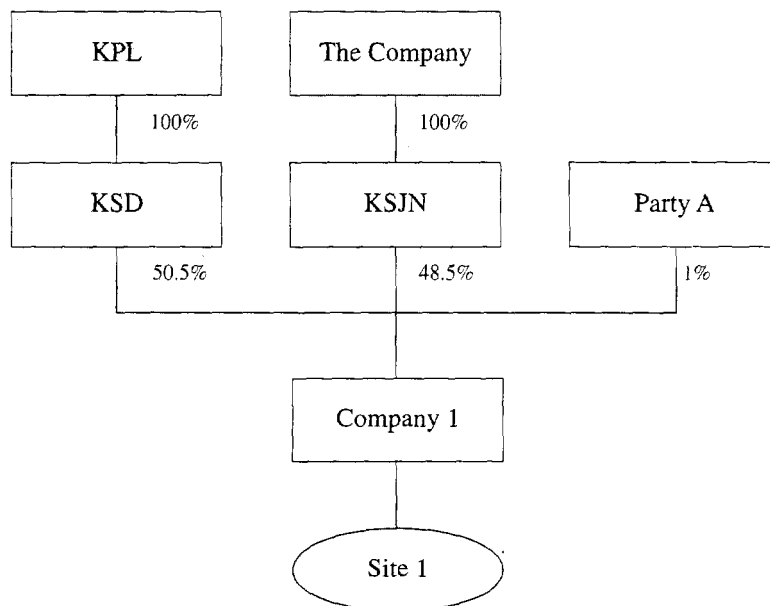 KPL
The Company
100%
100%
KSD
KSJN
Party A
50.5%
48.5%
1%
Company 1
Site 1